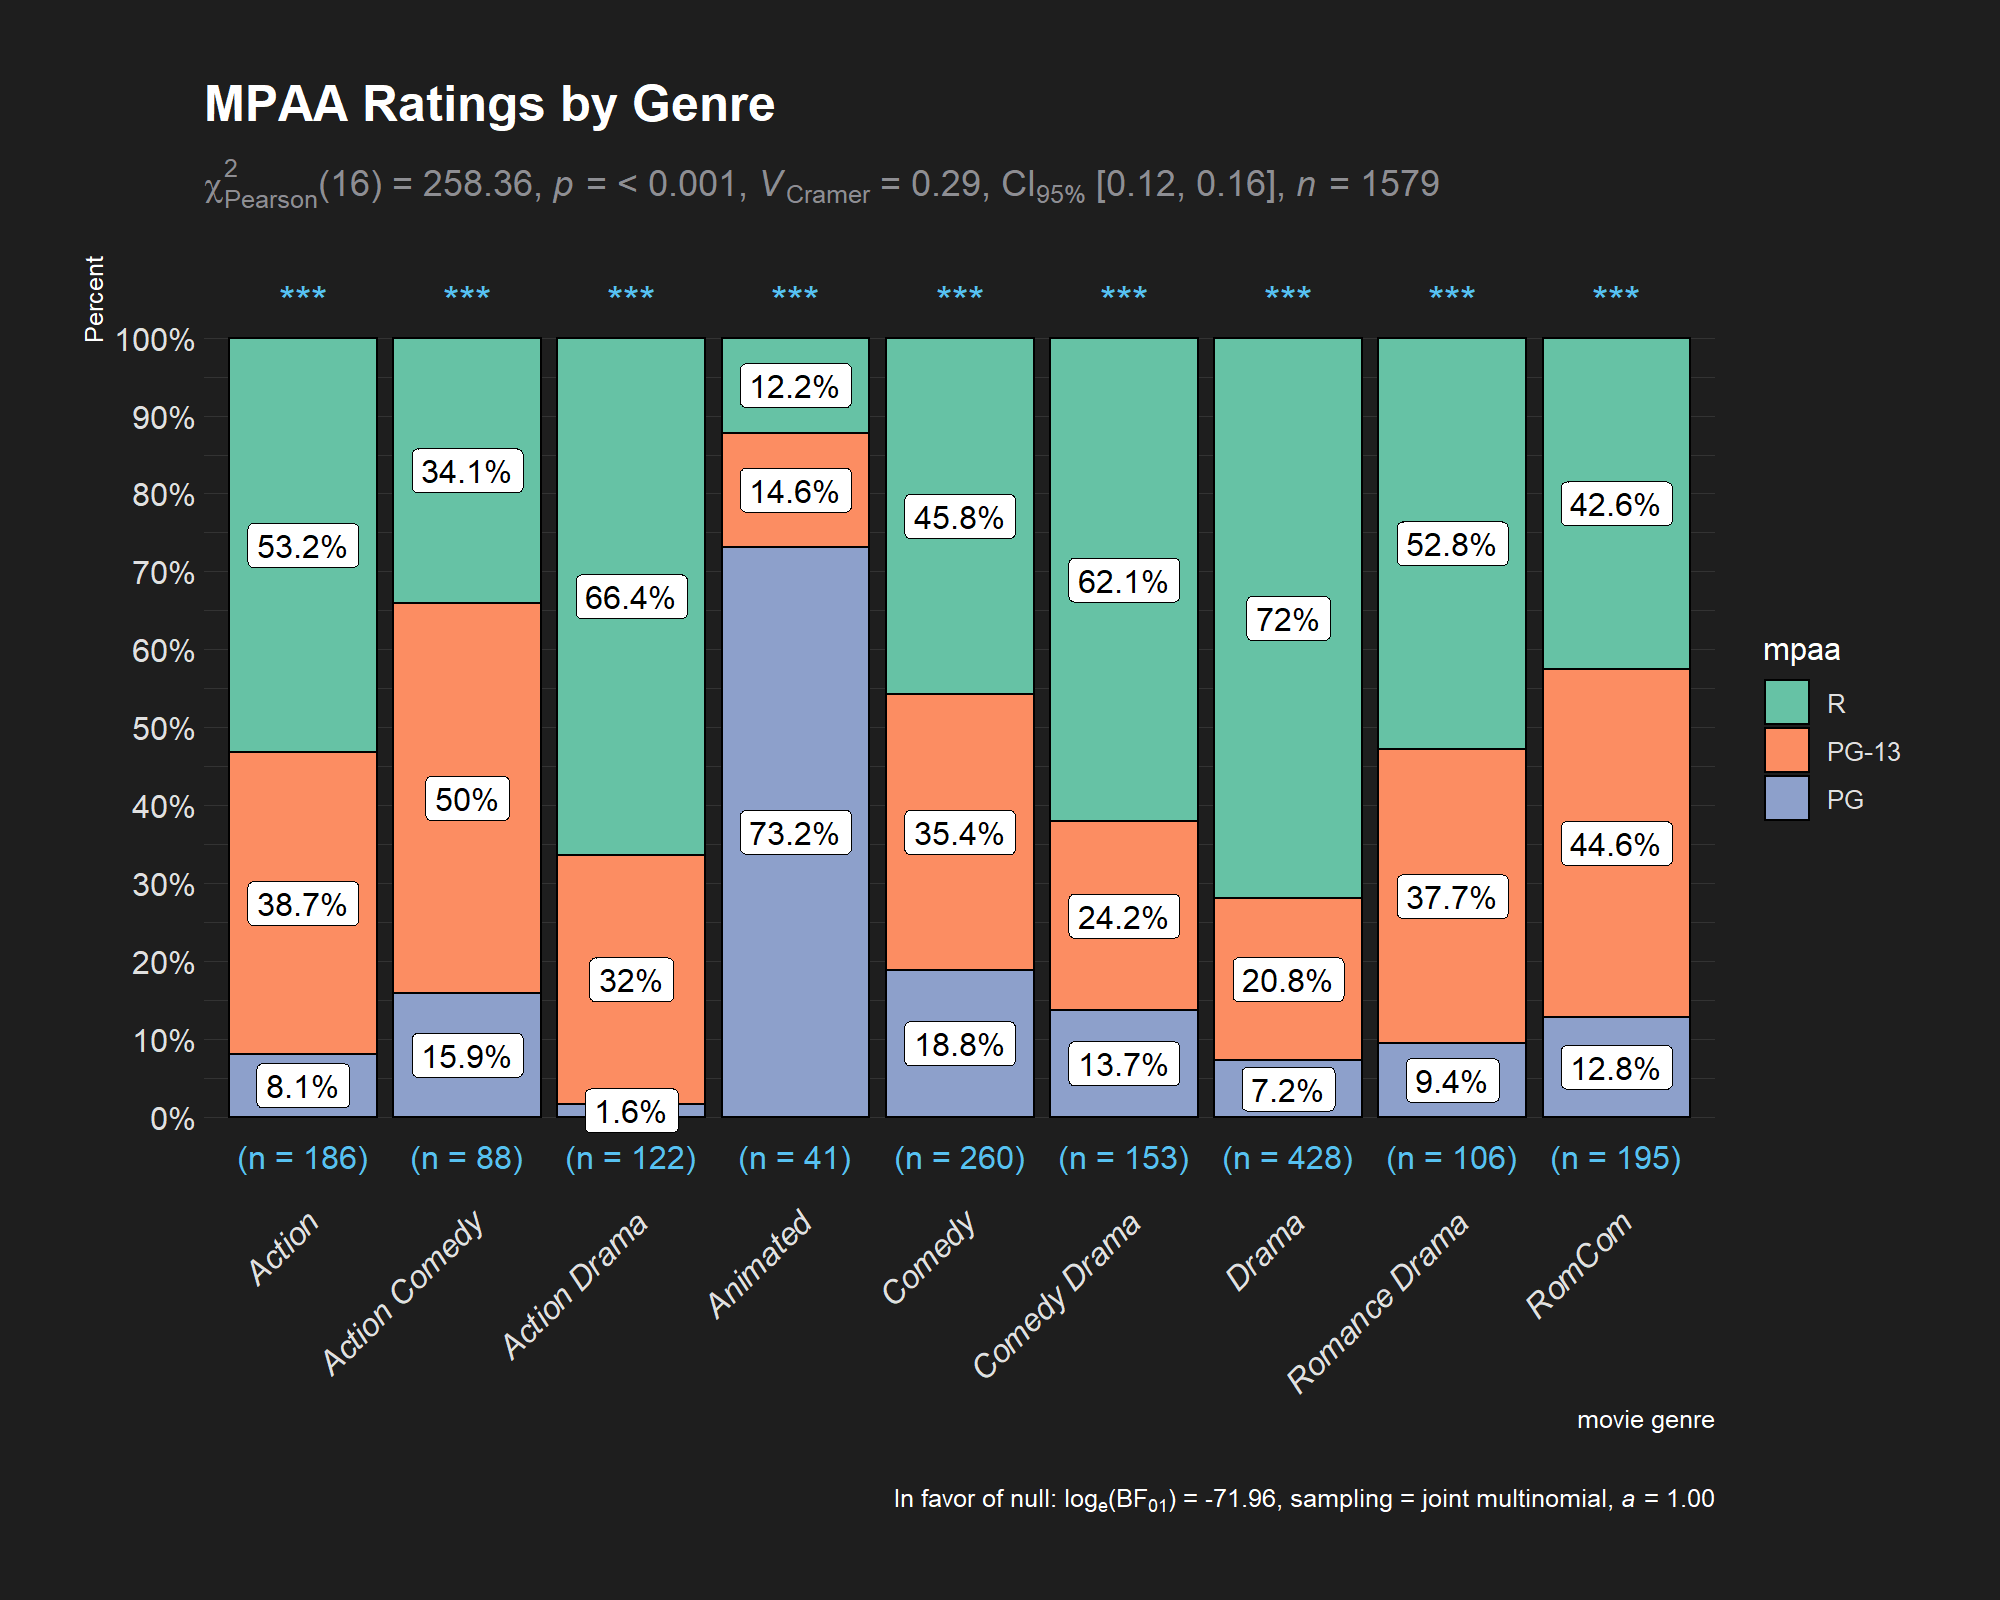 MPAA Ratings by Genre
χ²Pearson(16) = 258.36, p = < 0.001, VCramer = 0.29, CI95% [0.12, 0.16], n = 1579
Percent
*** *** *** *** *** *** *** *** ***
100%
90%
80%
70%
60%
50%
40%
30%
20%
10%
0%
53.2% 34.1% 66.4% 12.2% 45.8% 62.1% 72% 52.8% 42.6%
38.7% 50% 32% 14.6% 35.4% 24.2% 20.8% 37.7% 44.6%
8.1% 15.9% 1.6% 73.2% 18.8% 13.7% 7.2% 9.4% 12.8%
(n = 186) (n = 88) (n = 122) (n = 41) (n = 260) (n = 153) (n = 428) (n = 106) (n = 195)
Action
Action Comedy
Action Drama
Animated
Comedy
Comedy Drama
Drama
Romance Drama
RomCom
movie genre
mpaa
R
PG-13
PG
In favor of null: loge(BF01) = -71.96, sampling = joint multinomial, a = 1.00